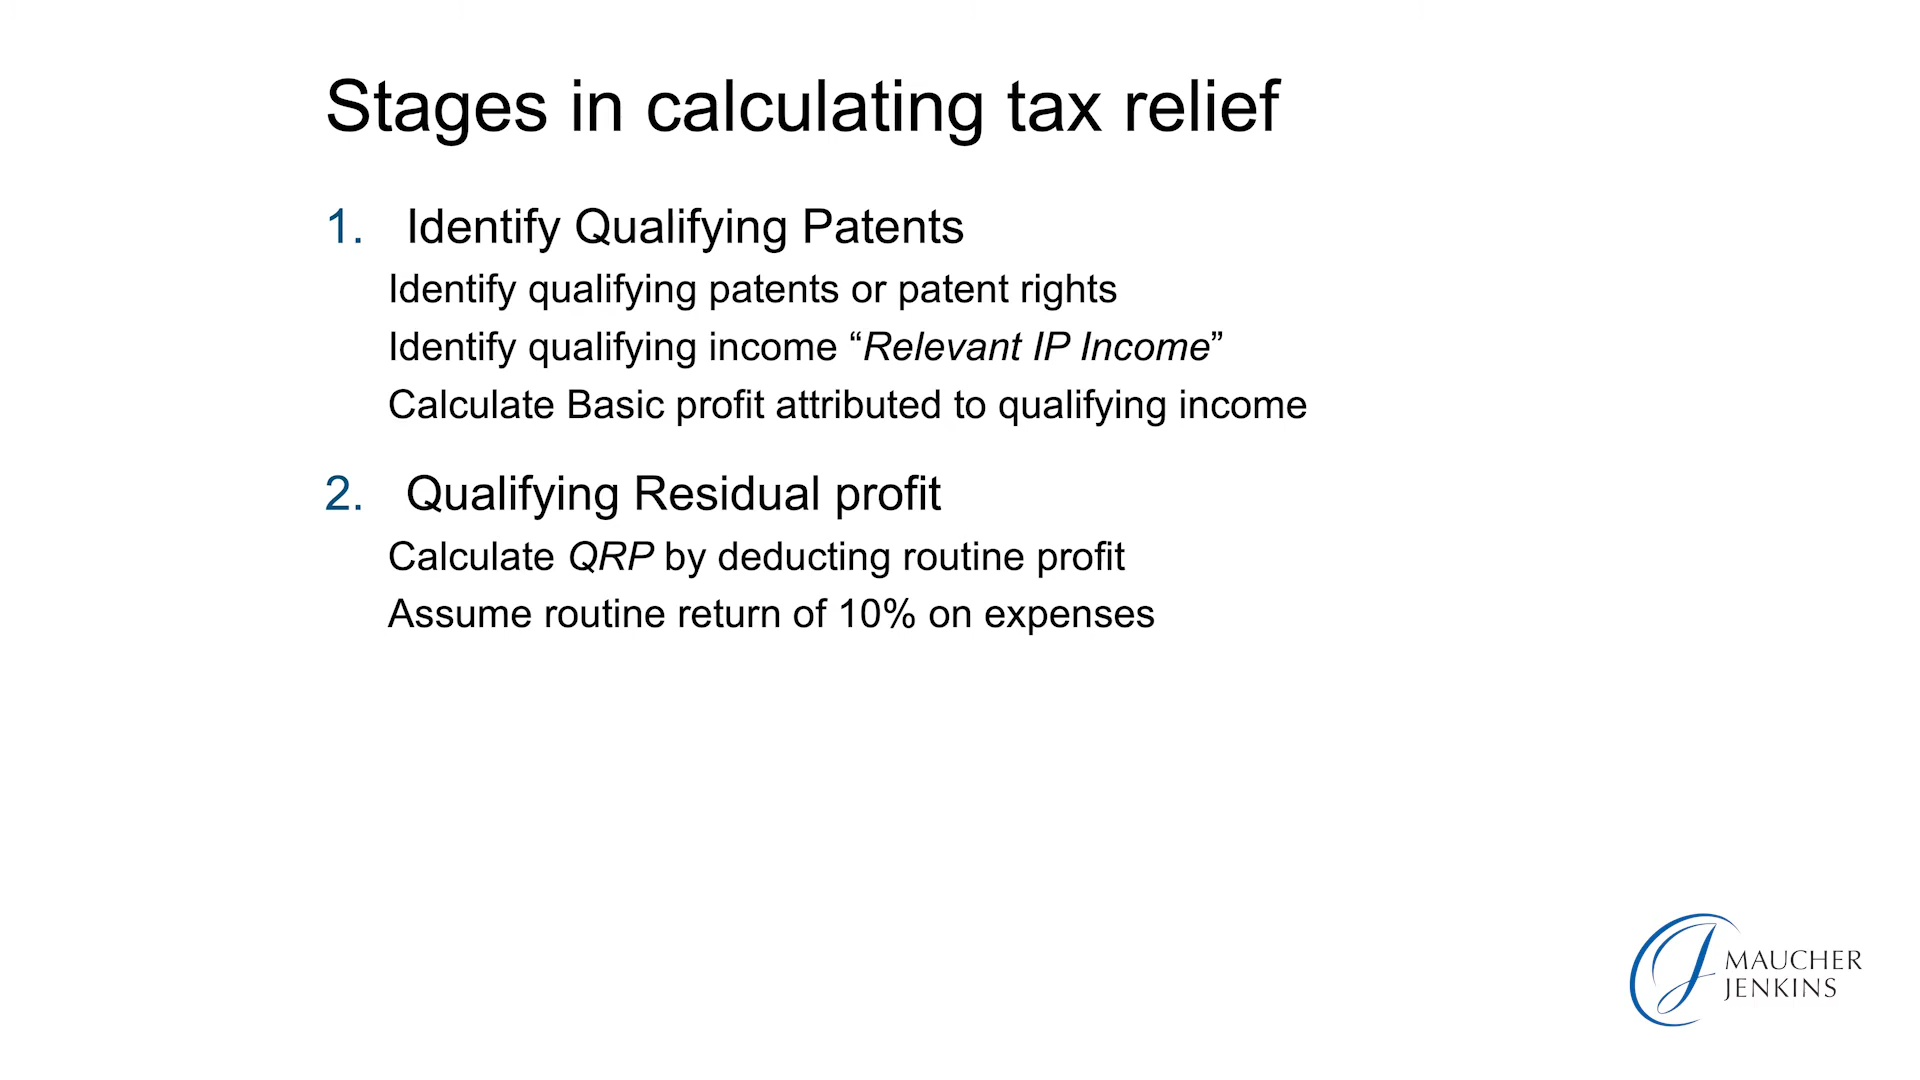 Stages in calculating tax relief
1. Identify Qualifying Patents
Identify qualifying patents or patent rights
Identify qualifying income “Relevant IP Income”
Calculate Basic profit attributed to qualifying income
2. Qualifying Residual profit
Calculate QRP by deducting routine profit
Assume routine return of 10% on expenses
MAUCHER
JENKINS